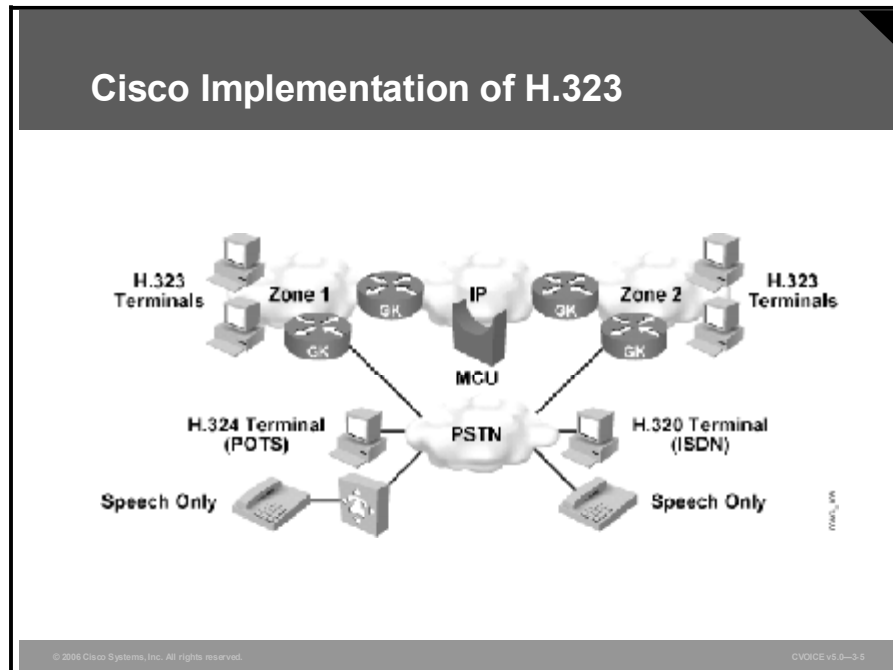 Cisco Implementation of H.323
H.323
Terminals
Zone 1
GK
GK
IP
MCU
GK
Zone 2
GK
H.323
Terminals
H.324 Terminal
(POTS)
PSTN
H.320 Terminal
(ISDN)
Speech Only
Speech Only
© 2006 Cisco Systems, Inc. All rights reserved.
CVOICE v5.0—3-5